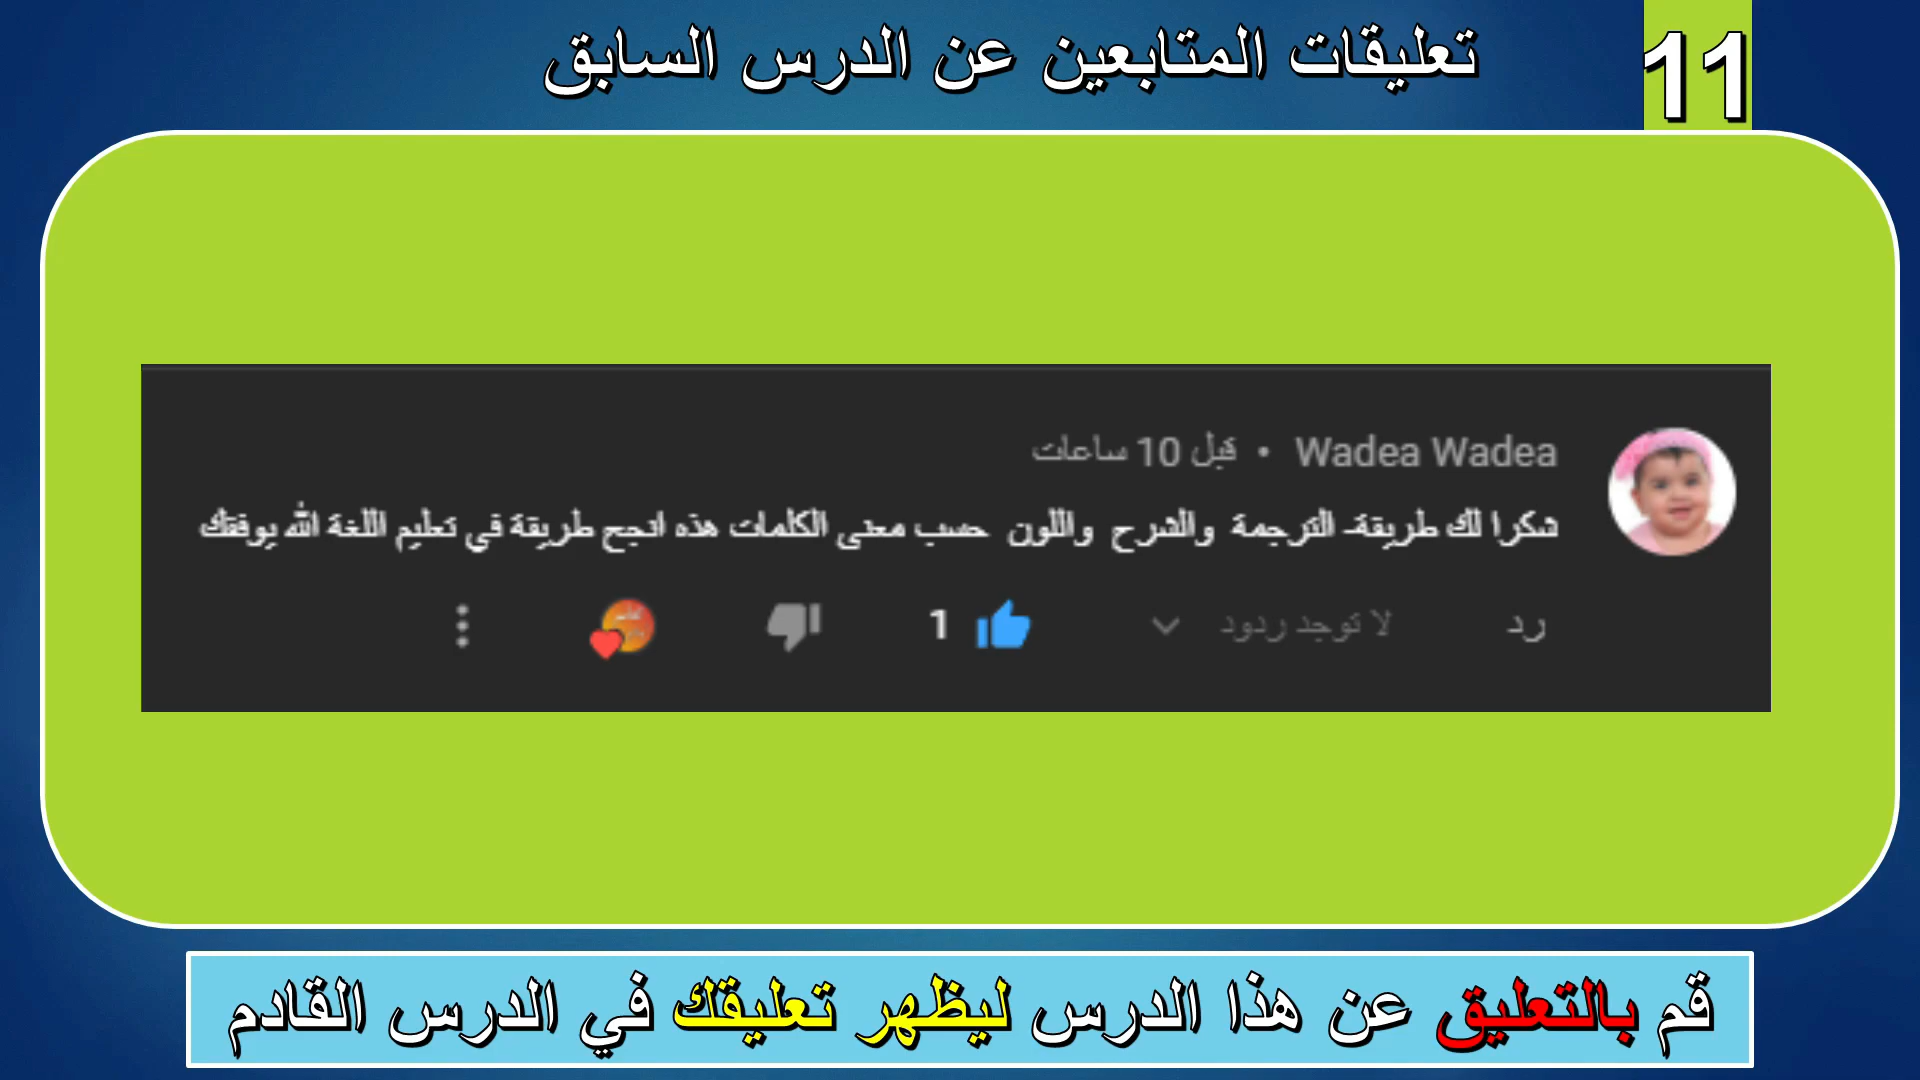 تعليقات المتابعين عن الدرس السابق
11
Wadea Wadea • قبل 10 ساعات
شكرا لك طريقة- الترجمة والشرح واللون حسب معنى الكلمات هذه انجح طريقة في تعليم اللغة الله يوفقك
رد لا توجد ردود 1
قم بالتعليق عن هذا الدرس ليظهر تعليقك في الدرس القادم